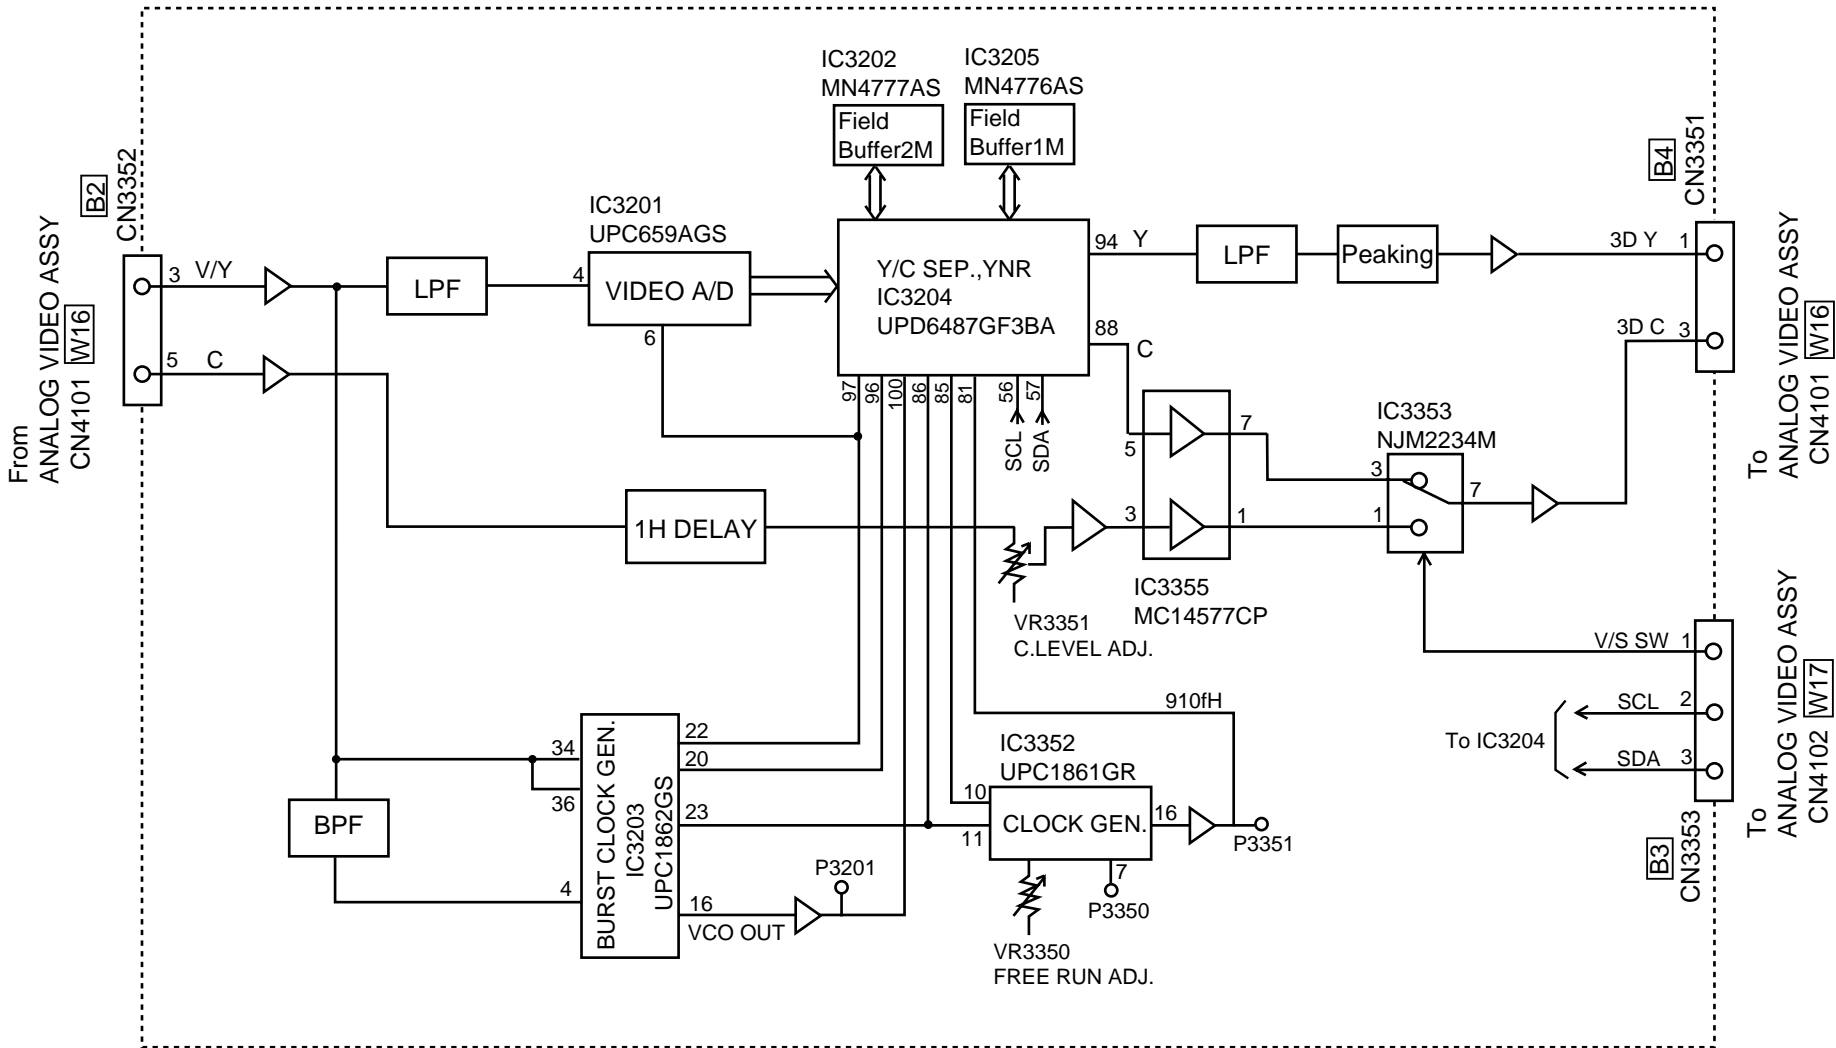 IC3202
MN4777AS
Field
Buffer2M
IC3205
MN4776AS
Field
Buffer1M
B2
CN3352
From
ANALOG VIDEO ASSY
CN4101 W16
3 V/Y
5 C
LPF
IC3201
UPC659AGS
4
VIDEO A/D
6
Y/C SEP.,YNR
IC3204
UPD6487GF3BA
94 Y
LPF
Peaking
3D Y 1
88
C
3D C 3
B4
CN3351
To
ANALOG VIDEO ASSY
CN4101 W16
97
96
100
86
85
81
56
57
SCL
SDA
1H DELAY
VR3351
C.LEVEL ADJ.
5
7
3
1
IC3355
MC14577CP
IC3353
NJM2234M
3
1
7
V/S SW 1
SCL 2
SDA 3
To IC3204
B3
CN3353
To
ANALOG VIDEO ASSY
CN4102 W17
BPF
34
36
4
BURST CLOCK GEN.
IC3203
UPC1862GS
22
20
23
16
VCO OUT
P3201
910fH
IC3352
UPC1861GR
10
11
CLOCK GEN.
16
P3351
7
P3350
VR3350
FREE RUN ADJ.